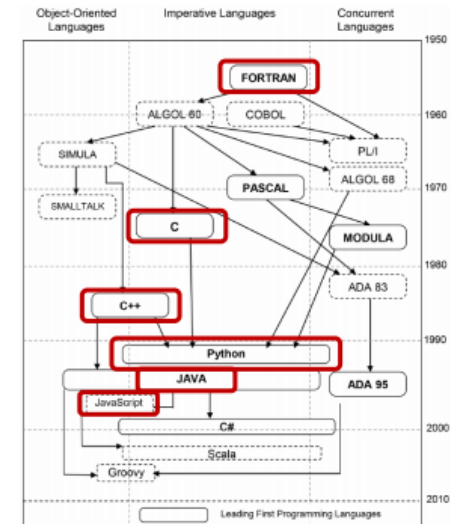 Object-Oriented Imperative Languages Concurrent
Languages Languages
1950
FORTRAN
ALGOL 60 COBOL 1960
SIMULA PL/I
PASCAL ALGOL 68
1970
SMALLTALK
C
MODULA
1980
ADA 83
C++
1990
Python
JAVA ADA 95
JavaScript
C# 2000
Scala
Groovy
2010
Leading First Programming Languages